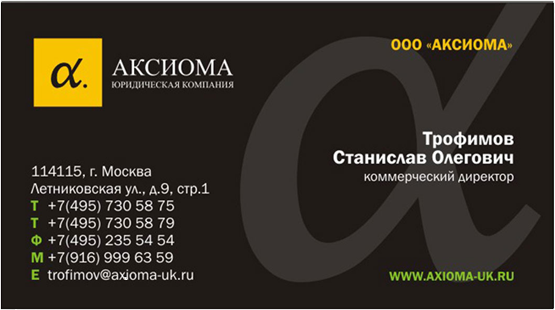 ООО «АКСИОМА»
α.
АКСИОМА
ЮРИДИЧЕСКАЯ КОМПАНИЯ
Трофимов
Станислав Олегович
коммерческий директор
114115, г. Москва
Летниковская ул., д.9, стр.1
Т +7(495) 730 58 75
Т +7(495) 730 58 79
Ф +7(495) 235 54 54
М +7(916) 999 63 59
Е trofimov@axioma-uk.ru
WWW.AXIOMA-UK.RU